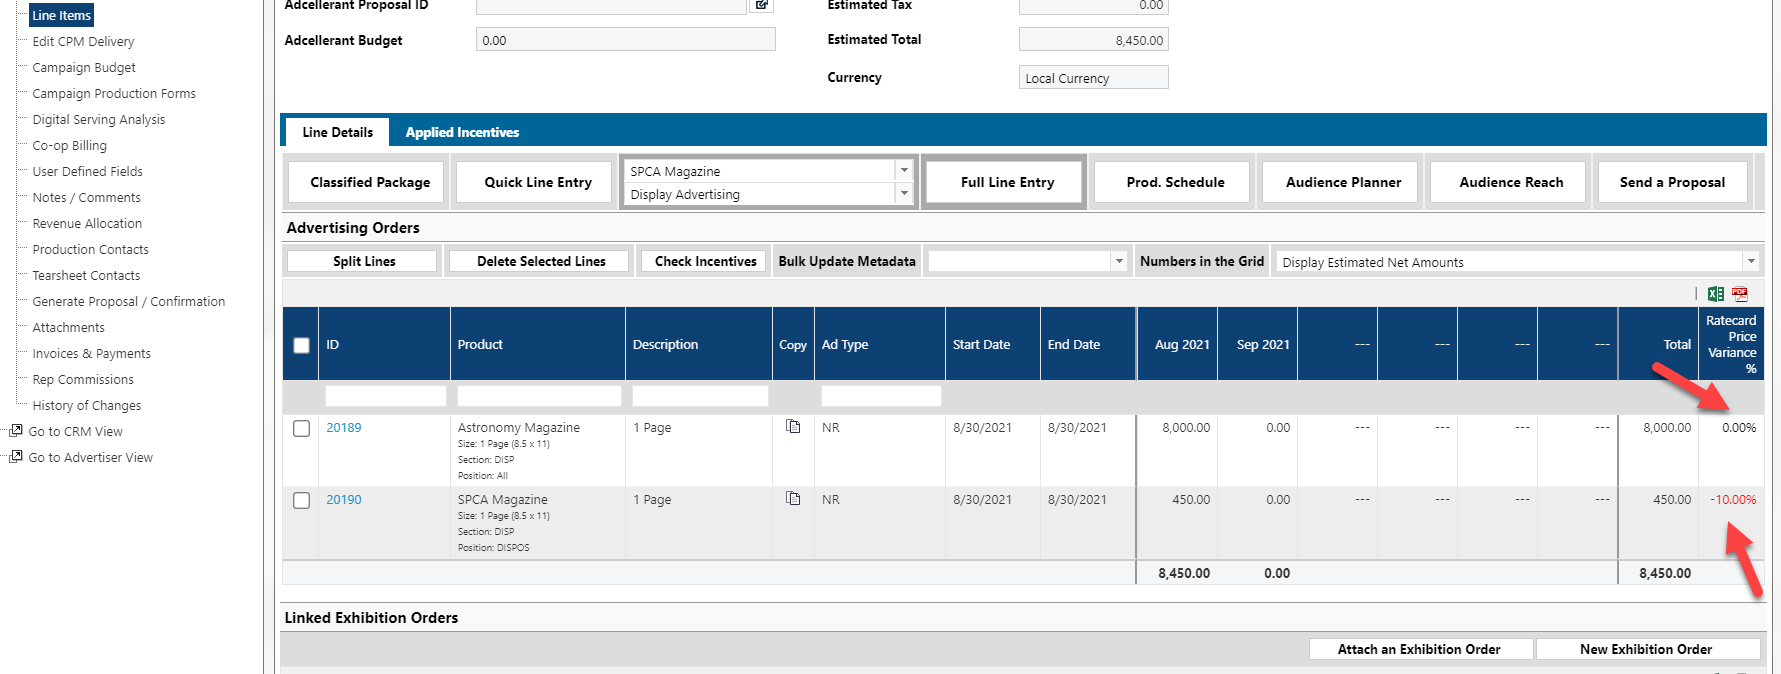 Line Items
Edit CPM Delivery
Campaign Budget
Campaign Production Forms
Digital Serving Analysis
Co-op Billing
User Defined Fields
Notes / Comments
Revenue Allocation
Production Contacts
Tearsheet Contacts
Generate Proposal / Confirmation
Attachments
Invoices & Payments
Rep Commissions
History of Changes
Go to CRM View
Go to Advertiser View
Adcellerant Proposal ID
Estimated Tax 0.00
Adcellerant Budget 0.00
Estimated Total 8,450.00
Currency Local Currency
Line Details Applied Incentives
Classified Package
Quick Line Entry
SPCA Magazine
Display Advertising
Full Line Entry
Prod. Schedule
Audience Planner
Audience Reach
Send a Proposal
Advertising Orders
Split Lines Delete Selected Lines Check Incentives Bulk Update Metadata Numbers in the Grid Display Estimated Net Amounts
PDF
ID Product Description Copy Ad Type Start Date End Date Aug 2021 Sep 2021 --- --- --- --- Total
Ratecard
Price
Variance
%
20189 Astronomy Magazine 1 Page NR 8/30/2021 8/30/2021 8,000.00 0.00 --- --- --- --- 8,000.00 0.00%
Size: 1 Page (8.5 x 11)
Section: DISP
Position: All
20190 SPCA Magazine 1 Page NR 8/30/2021 8/30/2021 450.00 0.00 --- --- --- --- 450.00 -10.00%
Size: 1 Page (8.5 x 11)
Section: DISP
Position: DISPOS
8,450.00 0.00 8,450.00
Linked Exhibition Orders
Attach an Exhibition Order New Exhibition Order